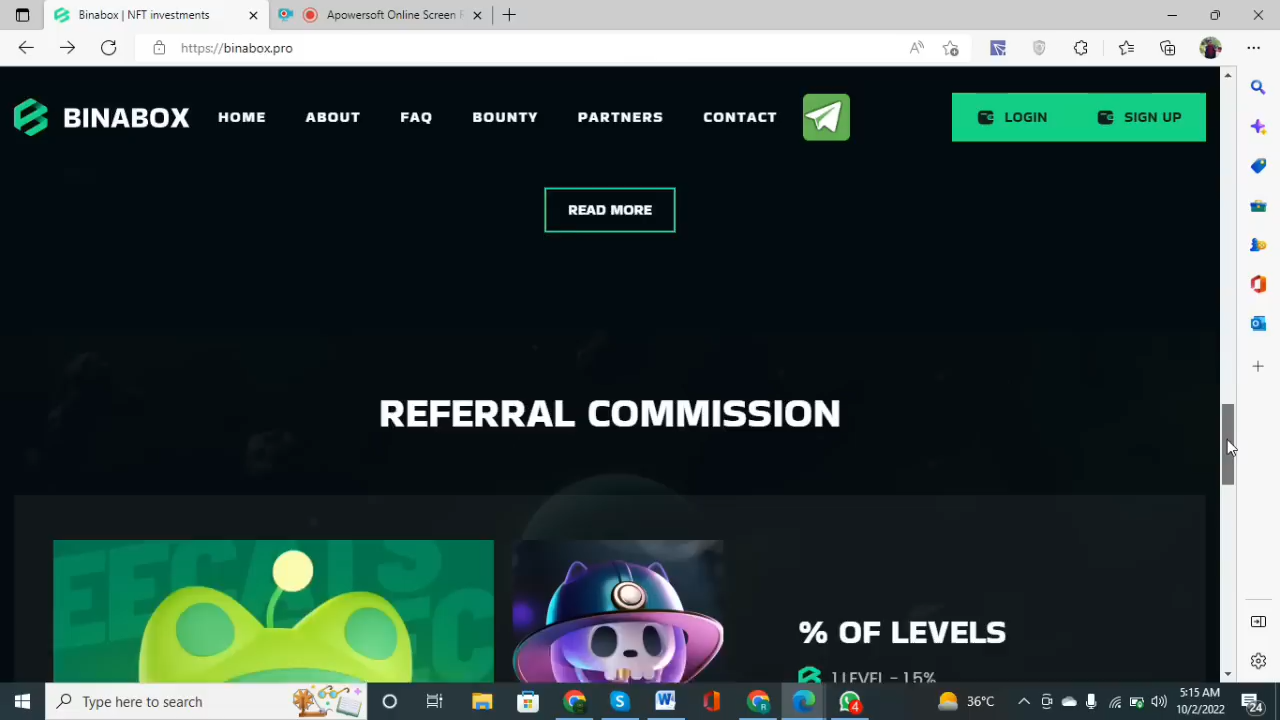 Binabox | NFT investments
Apowersoft Online Screen R
https://binabox.pro
BINABOX
HOME
ABOUT
FAQ
BOUNTY
PARTNERS
CONTACT
LOGIN
SIGN UP
READ MORE
REFERRAL COMMISSION
% OF LEVELS
1 LEVEL - 15%
Type here to search
4
36°C
5:15 AM
10/2/2022
24